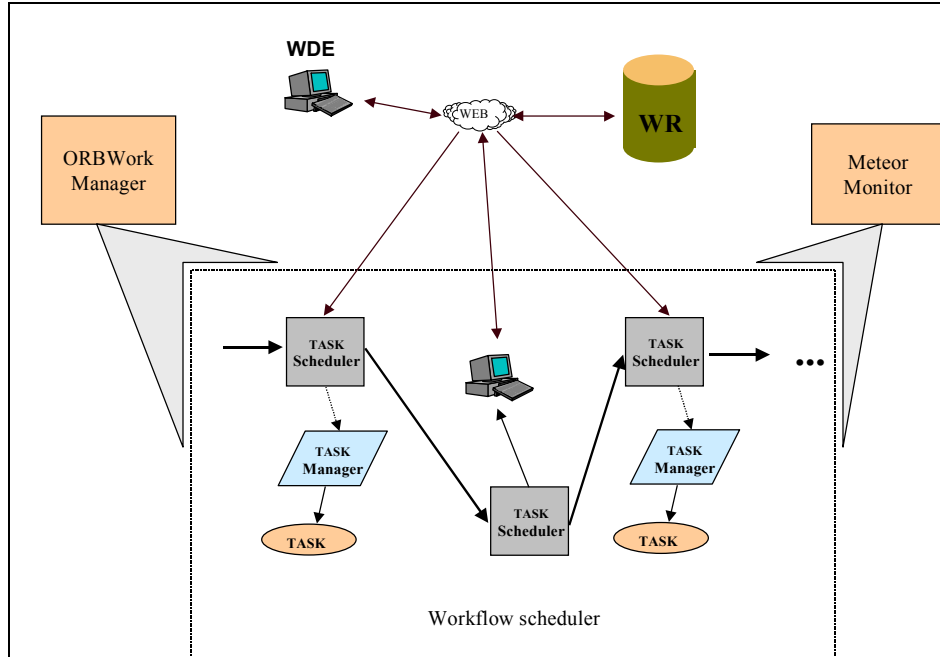 WDE
WEB
WR
ORBWork
Manager
Meteor
Monitor
TASK
Scheduler
TASK
Scheduler
TASK
Manager
TASK
Manager
TASK
Scheduler
TASK
TASK
Workflow scheduler
...